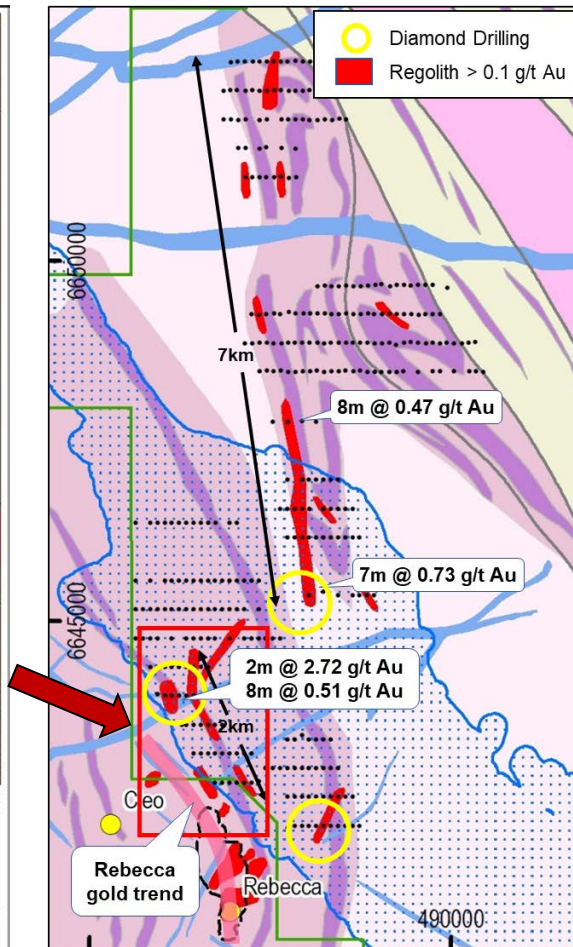 Diamond Drilling
Regolith > 0.1 g/t Au
6650000
7km
8m @ 0.47 g/t Au
7m @ 0.73 g/t Au
6645000
2m @ 2.72 g/t Au
8m @ 0.51 g/t Au
2km
Cleo
Rebecca
gold trend
Rebecca
490000